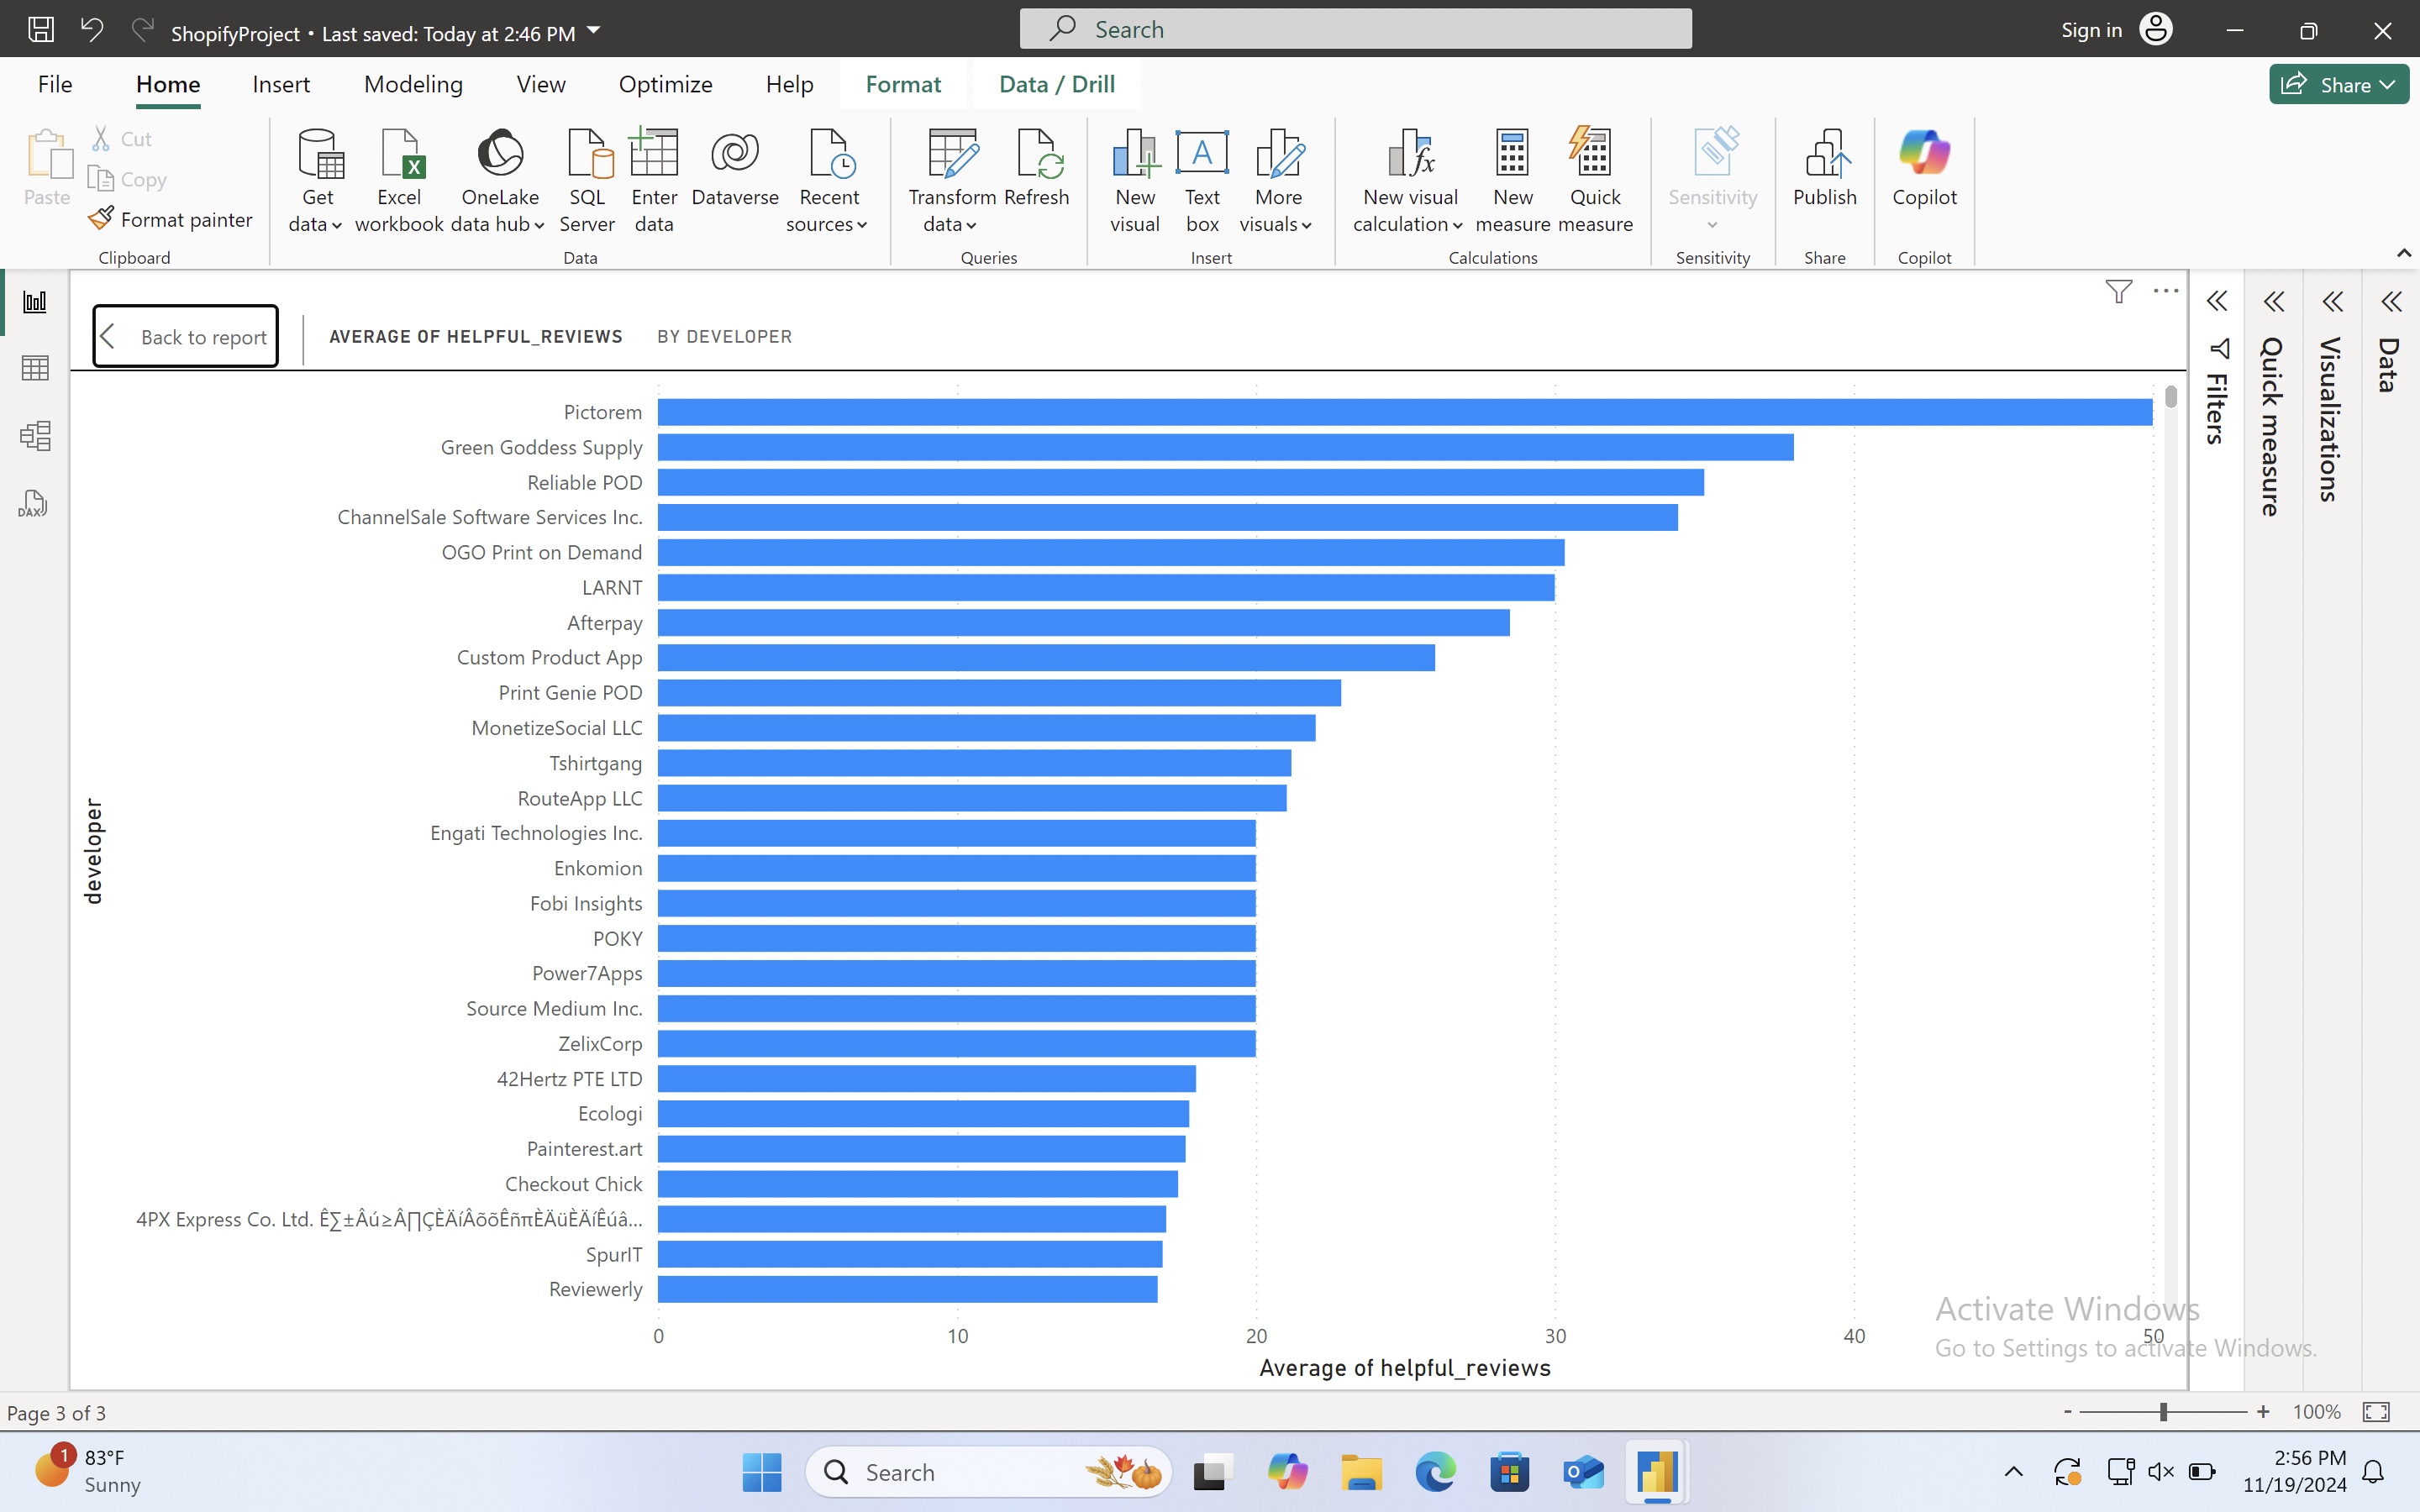 ShopifyProject • Last saved: Today at 2:46 PM
Search
Sign in
File Home Insert Modeling View Optimize Help Format Data / Drill
Share
Paste
Cut
Copy
Format painter
Clipboard
Get data
Excel workbook
OneLake data hub
SQL Server
Enter data
Dataverse
Recent sources
Data
Transform data
Refresh
Queries
New visual
A
Text box
More visuals
Insert
New visual calculation
New measure
Quick measure
Calculations
Sensitivity
Sensitivity
Publish
Share
Copilot
Copilot
DAX
Back to report
AVERAGE OF HELPFUL_REVIEWS BY DEVELOPER
Filters
Quick measure
Visualizations
Data
developer
Pictorem
Green Goddess Supply
Reliable POD
ChannelSale Software Services Inc.
OGO Print on Demand
LARNT
Afterpay
Custom Product App
Print Genie POD
MonetizeSocial LLC
Tshirtgang
RouteApp LLC
Engati Technologies Inc.
Enkomion
Fobi Insights
POKY
Power7Apps
Source Medium Inc.
ZelixCorp
42Hertz PTE LTD
Ecologi
Painterest.art
Checkout Chick
4PX Express Co. Ltd.
SpurIT
Reviewerly
0 10 20 30 40 50
Average of helpful_reviews
Activate Windows
Go to Settings to activate Windows.
Page 3 of 3
- + 100%
1
83°F
Sunny
Search
2:56 PM
11/19/2024